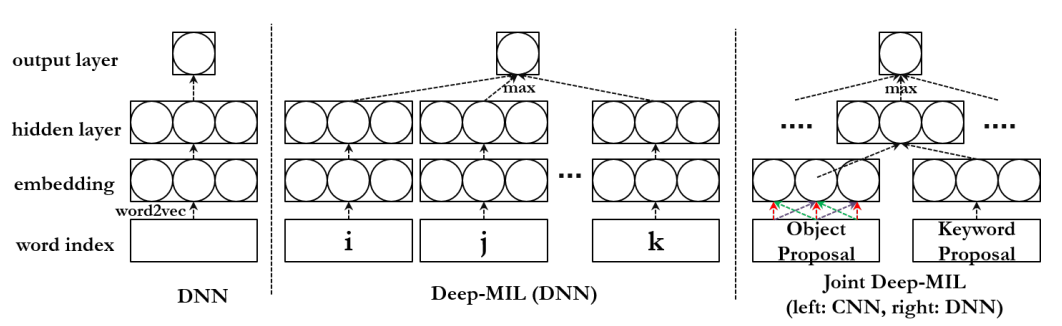 output layer
max
max
hidden layer
....
....
embedding
...
word2vec
word index
i
j
k
Object
Proposal
Keyword
Proposal
DNN
Deep-MIL (DNN)
Joint Deep-MIL
(left: CNN, right: DNN)